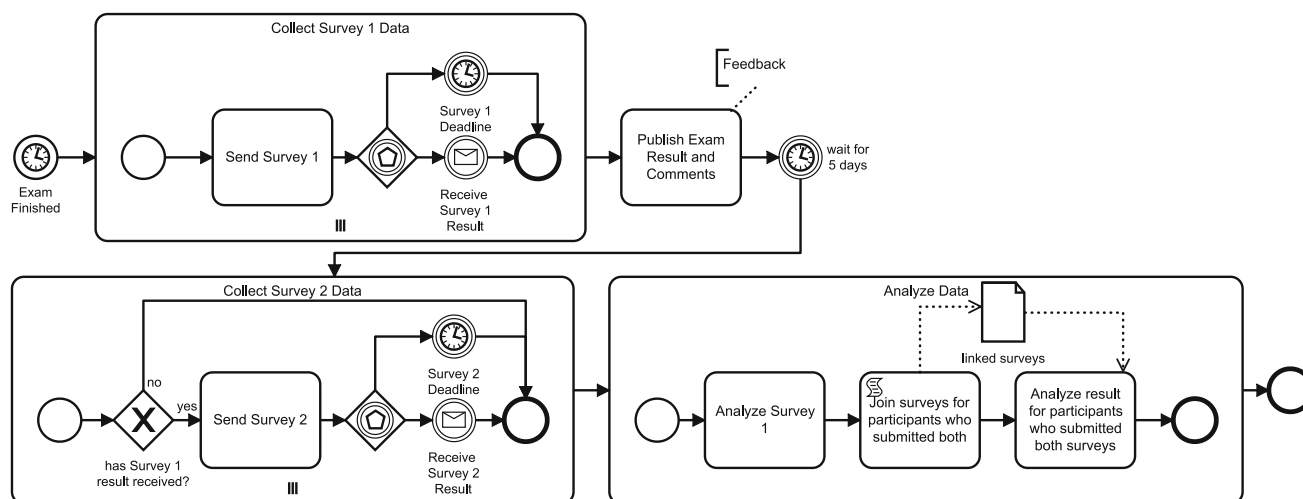 Collect Survey 1 Data
Feedback
Survey 1
Deadline
Send Survey 1
Publish Exam
Result and
Comments
wait for
5 days
Exam
Finished
Receive
Survey 1
Result
Collect Survey 2 Data
Analyze Data
no
linked surveys
Survey 2
Deadline
yes
Send Survey 2
X
Analyze Survey
1
Join surveys for
participants who
submitted both
Analyze result
for participants
who submitted
both surveys
has Survey 1
result received?
Receive
Survey 2
Result